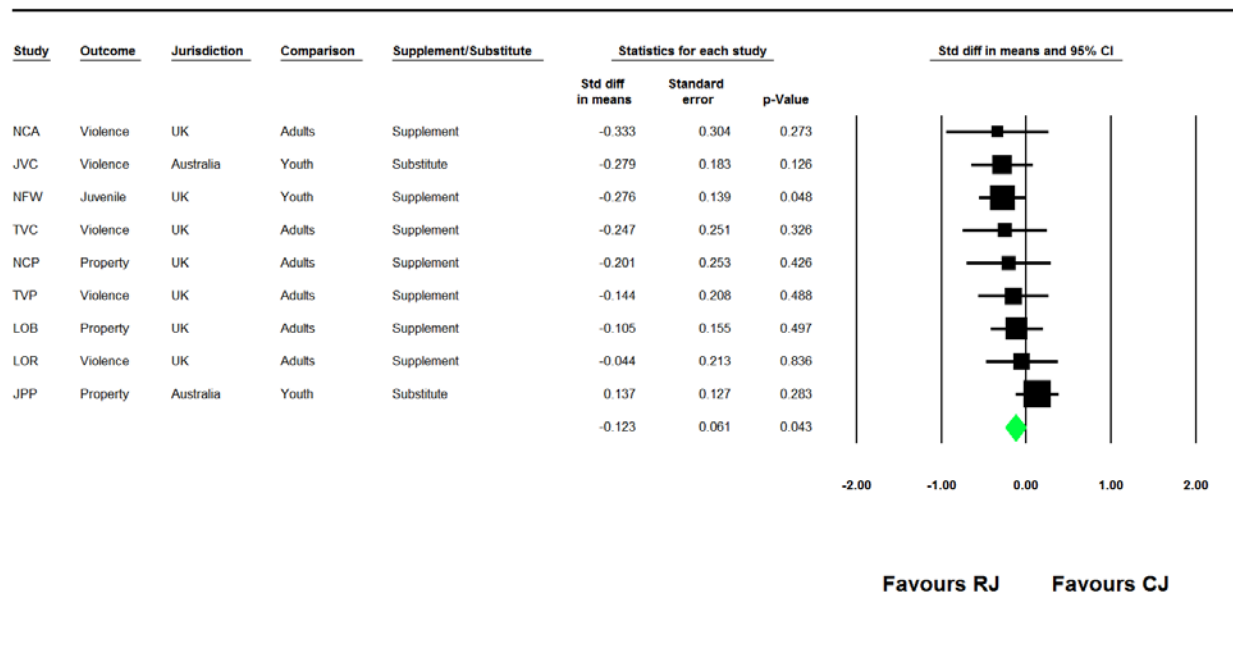 Study Outcome Jurisdiction Comparison Supplement/Substitute Statistics for each study Std diff in means and 95% CI
Std diff Standard
in means error p-Value
NCA Violence UK Adults Supplement -0.333 0.304 0.273
JVC Violence Australia Youth Substitute -0.279 0.183 0.126
NFW Juvenile UK Youth Supplement -0.276 0.139 0.048
TVC Violence UK Adults Supplement -0.247 0.251 0.326
NCP Property UK Adults Supplement -0.201 0.253 0.426
TVP Violence UK Adults Supplement -0.144 0.208 0.488
LOB Property UK Adults Supplement -0.105 0.155 0.497
LOR Violence UK Adults Supplement -0.044 0.213 0.836
JPP Property Australia Youth Substitute 0.137 0.127 0.283
-0.123 0.061 0.043
-2.00 -1.00 0.00 1.00 2.00
Favours RJ Favours CJ